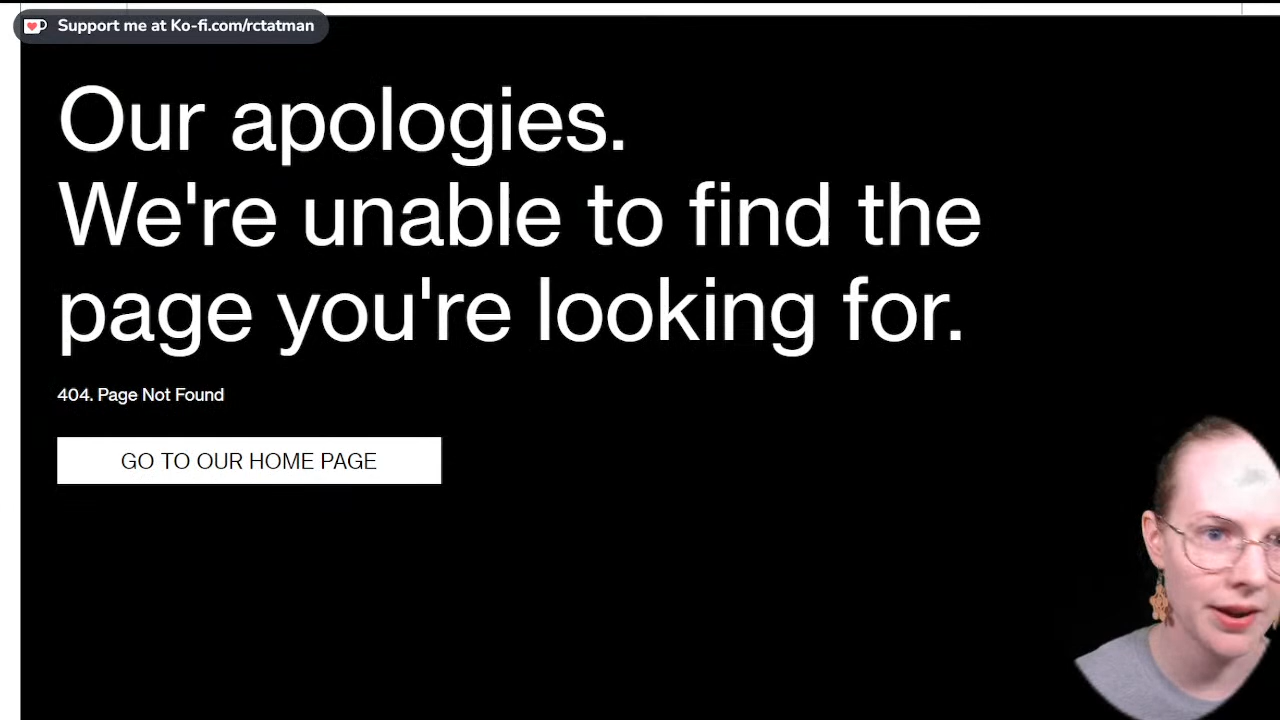 Support me at Ko-fi.com/rctatman
Our apologies.
We're unable to find the
page you're looking for.
404. Page Not Found
GO TO OUR HOME PAGE